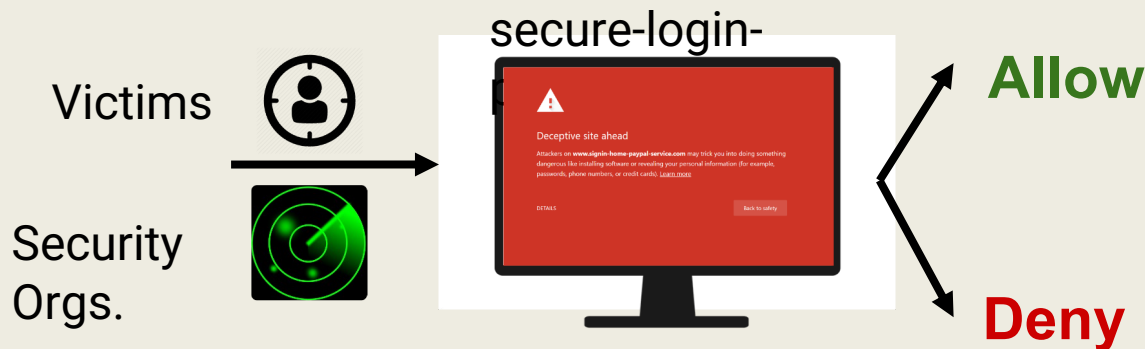 secure-login-
p
Victims
Security
Orgs.
Deceptive site ahead
Attackers on www.signin-home-paypal-service.com may trick you into doing something
dangerous like installing software or revealing your personal information (for example,
passwords, phone numbers, or credit cards). Learn more
DETAILS
Back to safety
Allow
Deny